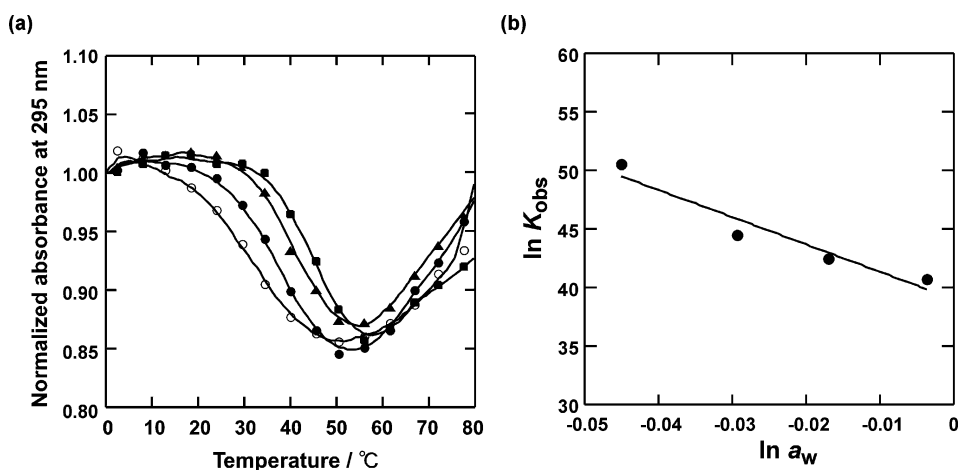 (a)
Normalized absorbance at 295 nm
1.10
1.05
1.00
0.95
0.90
0.85
0.80
0 10 20 30 40 50 60 70 80
Temperature / ℃
(b)
ln Kobs
60
55
50
45
40
35
30
-0.05 -0.04 -0.03 -0.02 -0.01 0
ln aw